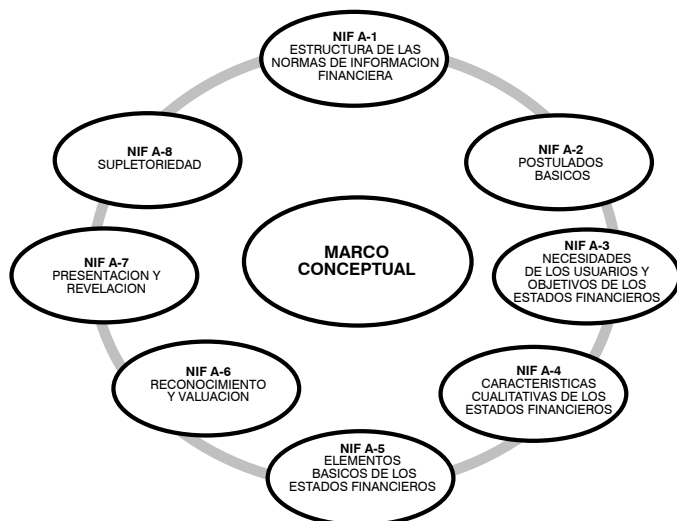 NIF A-1
ESTRUCTURA DE LAS
NORMAS DE INFORMACION
FINANCIERA
NIF A-2
POSTULADOS
BASICOS
NIF A-3
NECESIDADES
DE LOS USUARIOS Y
OBJETIVOS DE LOS
ESTADOS FINANCIEROS
NIF A-4
CARACTERISTICAS
CUALITATIVAS DE LOS
ESTADOS FINANCIEROS
NIF A-5
ELEMENTOS
BASICOS DE LOS
ESTADOS FINANCIEROS
NIF A-6
RECONOCIMIENTO
Y VALUACION
NIF A-7
PRESENTACION Y
REVELACION
NIF A-8
SUPLETORIEDAD
MARCO
CONCEPTUAL